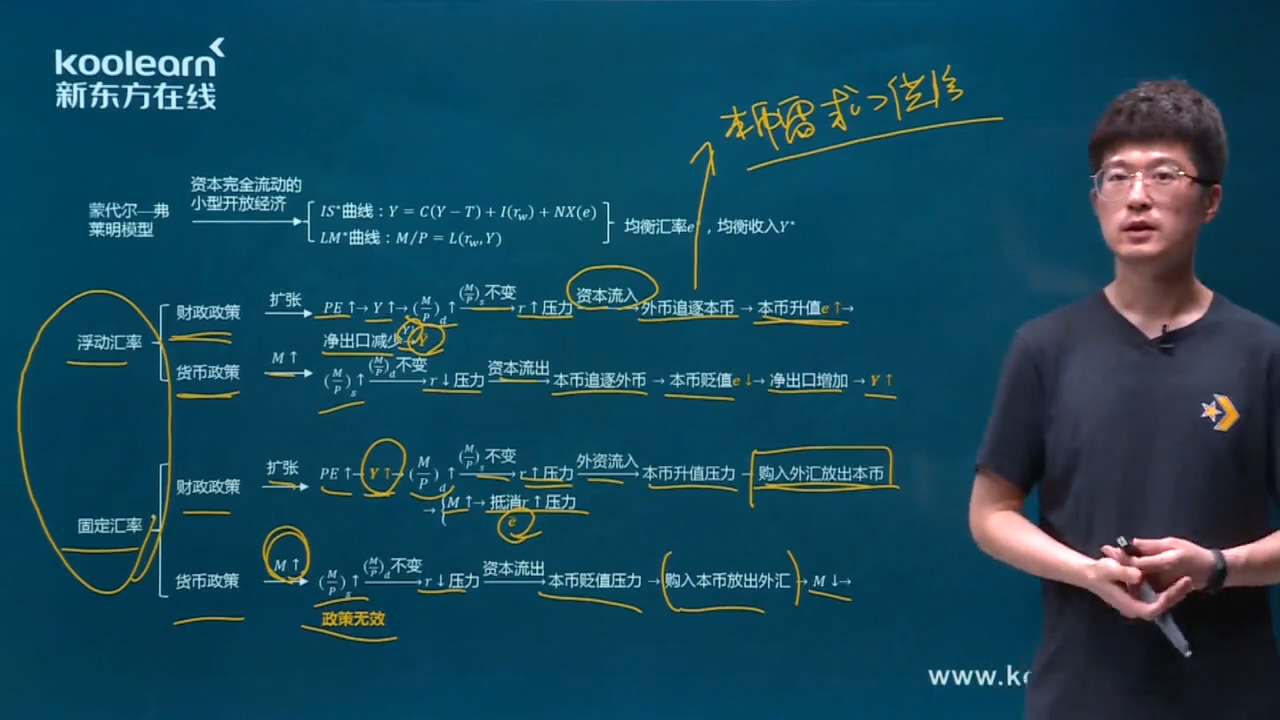 koolearn
新东方在线
本币需求>供给
蒙代尔—弗
莱明模型
资本完全流动的
小型开放经济
IS*曲线：Y = C(Y − T) + I(r_w) + NX(e)
LM*曲线：M/P = L(r_w, Y)
均衡汇率e*，均衡收入Y*
浮动汇率
财政政策 扩张 PE↑→ Y↑→(M/P)_d↑ (M/P)_s不变 r↑压力 资本流入 外币追逐本币 → 本币升值e↑→
净出口减少
货币政策 M↑ (M/P)_s↑ (M/P)_d不变 r↓压力 资本流出 本币追逐外币 → 本币贬值e↓→ 净出口增加 → Y↑
固定汇率
财政政策 扩张 PE↑ Y↑ (M/P)_d↑ (M/P)_s不变 r↑压力 外资流入 本币升值压力 购入外汇放出本币
→ { M↑→ 抵消r↑压力
e
货币政策 M↑ (M/P)_s↑ (M/P)_d不变 r↓压力 资本流出 本币贬值压力 → 购入本币放出外汇 → M↓→
政策无效